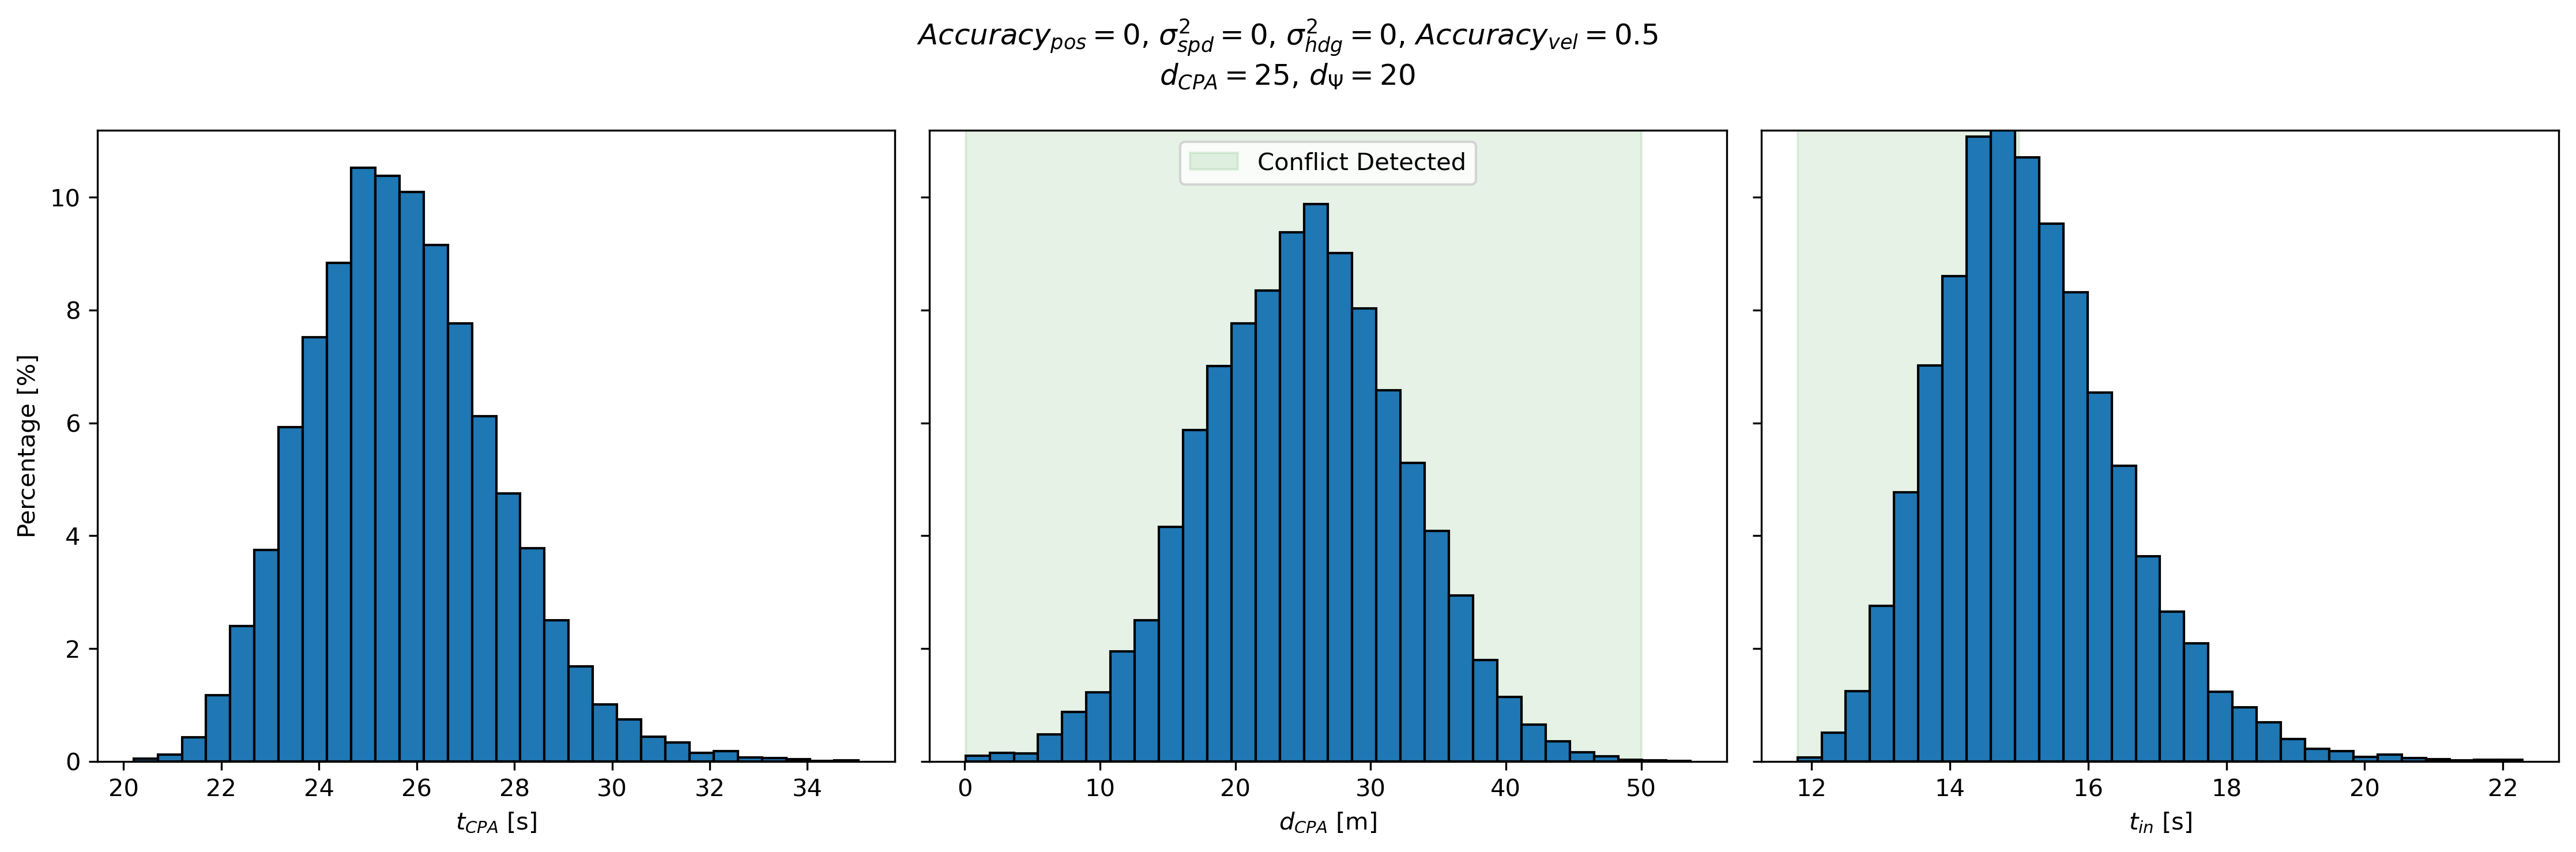 Accuracy_pos = 0, σ²_spd = 0, σ²_hdg = 0, Accuracy_vel = 0.5
d_CPA = 25, d_Ψ = 20
Percentage [%]
10
8
6
4
2
0
20 22 24 26 28 30 32 34
t_CPA [s]
Conflict Detected
0 10 20 30 40 50
d_CPA [m]
12 14 16 18 20 22
t_in [s]